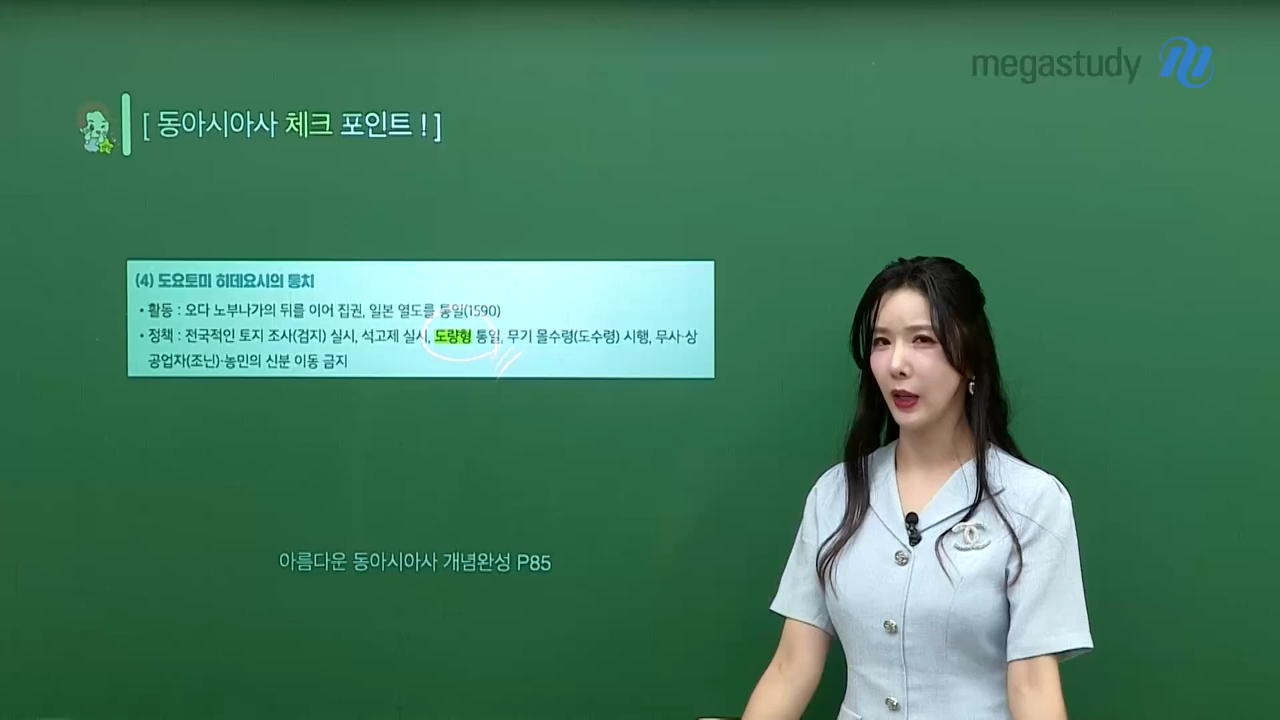 megastudy
[ 동아시아사 체크 포인트 ! ]
(4) 도요토미 히데요시의 통치
• 활동 : 오다 노부나가의 뒤를 이어 집권, 일본 열도를 통일(1590)
• 정책 : 전국적인 토지 조사(검지) 실시, 석고제 실시, 도량형 통일, 무기 몰수령(도수령) 시행, 무사·상
공업자(조닌)·농민의 신분 이동 금지
아름다운 동아시아사 개념완성 P85